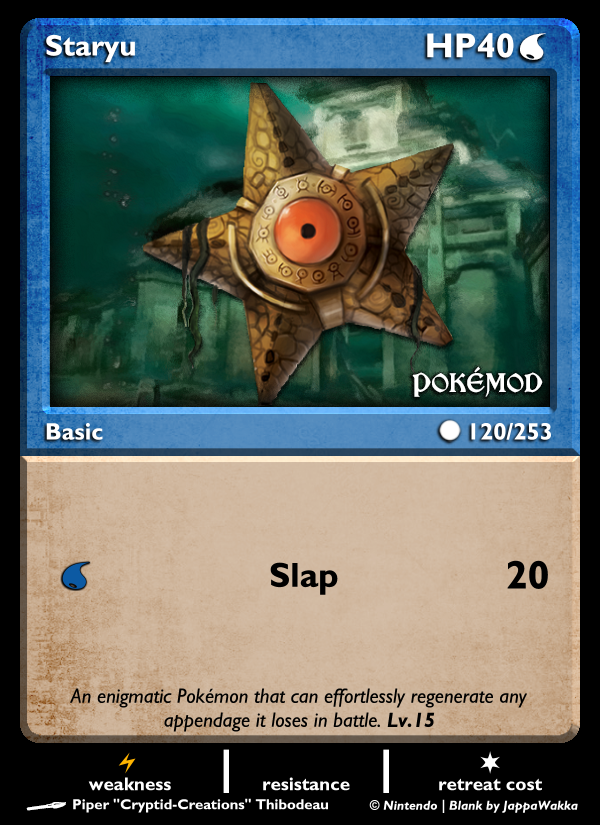 Staryu HP40
POKÉMOD
Basic 120/253
Slap 20
An enigmatic Pokémon that can effortlessly regenerate any
appendage it loses in battle. Lv.15
weakness resistance retreat cost
Piper "Cryptid-Creations" Thibodeau © Nintendo | Blank by JappaWakka